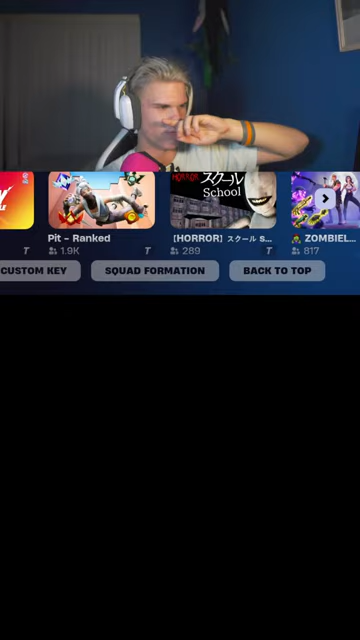 HORROR スクール
School
Pit - Ranked
[HORROR] スクール S...
ZOMBIEL...
T
1.9K
T
289
T
817
CUSTOM KEY
SQUAD FORMATION
BACK TO TOP